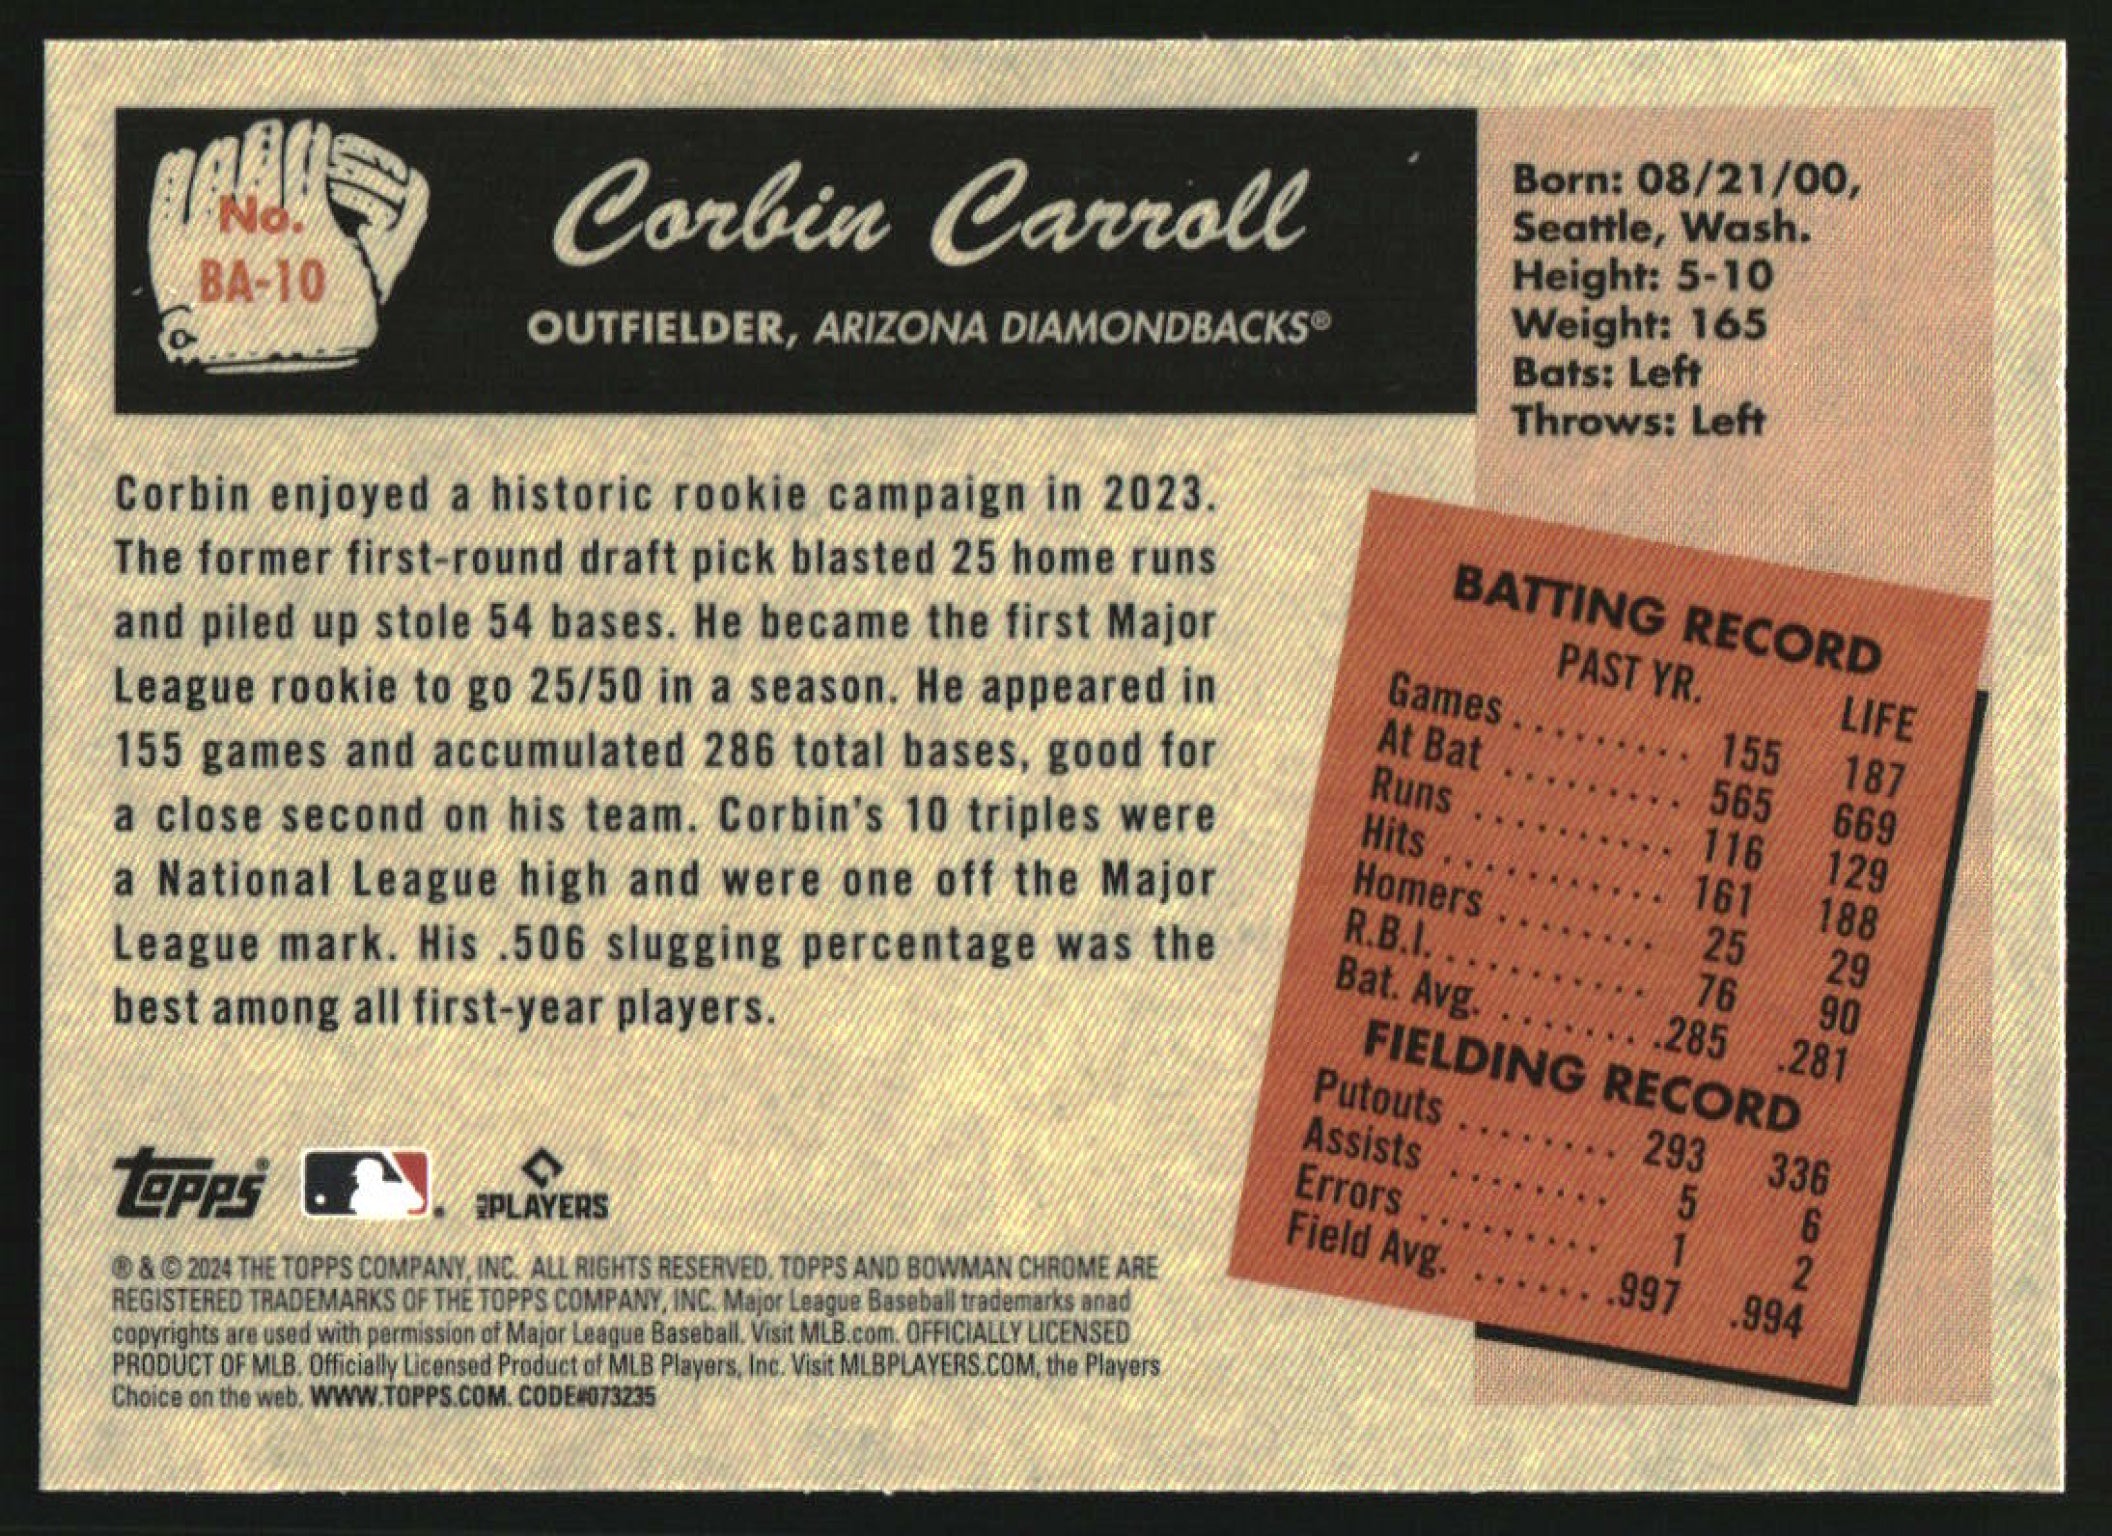 No.
BA-10
Corbin Carroll
OUTFIELDER, ARIZONA DIAMONDBACKS®
Born: 08/21/00,
Seattle, Wash.
Height: 5-10
Weight: 165
Bats: Left
Throws: Left
Corbin enjoyed a historic rookie campaign in 2023.
The former first-round draft pick blasted 25 home runs
and piled up stole 54 bases. He became the first Major
League rookie to go 25/50 in a season. He appeared in
155 games and accumulated 286 total bases, good for
a close second on his team. Corbin's 10 triples were
a National League high and were one off the Major
League mark. His .506 slugging percentage was the
best among all first-year players.
BATTING RECORD
PAST YR. LIFE
Games......... 155 187
At Bat ......... 565 669
Runs .......... 116 129
Hits .......... 161 188
Homers ........ 25 29
R.B.I. .......... 76 90
Bat. Avg. ....... .285 .281
FIELDING RECORD
Putouts ........ 293 336
Assists ........ 5 6
Errors ......... 1 2
Field Avg. ...... .997 .994
topps®
MLB PLAYERS
® & © 2024 THE TOPPS COMPANY, INC. ALL RIGHTS RESERVED. TOPPS AND BOWMAN CHROME ARE
REGISTERED TRADEMARKS OF THE TOPPS COMPANY, INC. Major League Baseball trademarks anad
copyrights are used with permission of Major League Baseball. Visit MLB.com. OFFICIALLY LICENSED
PRODUCT OF MLB. Officially Licensed Product of MLB Players, Inc. Visit MLBPLAYERS.COM, the Players
Choice on the web. WWW.TOPPS.COM. CODE#073235